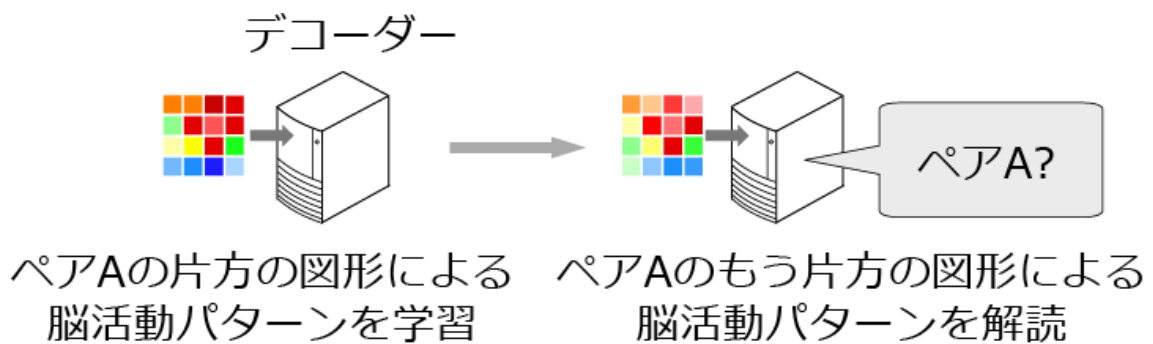 デコーダー
ペアA?
ペアAの片方の図形による
脳活動パターンを学習
ペアAのもう片方の図形による
脳活動パターンを解読